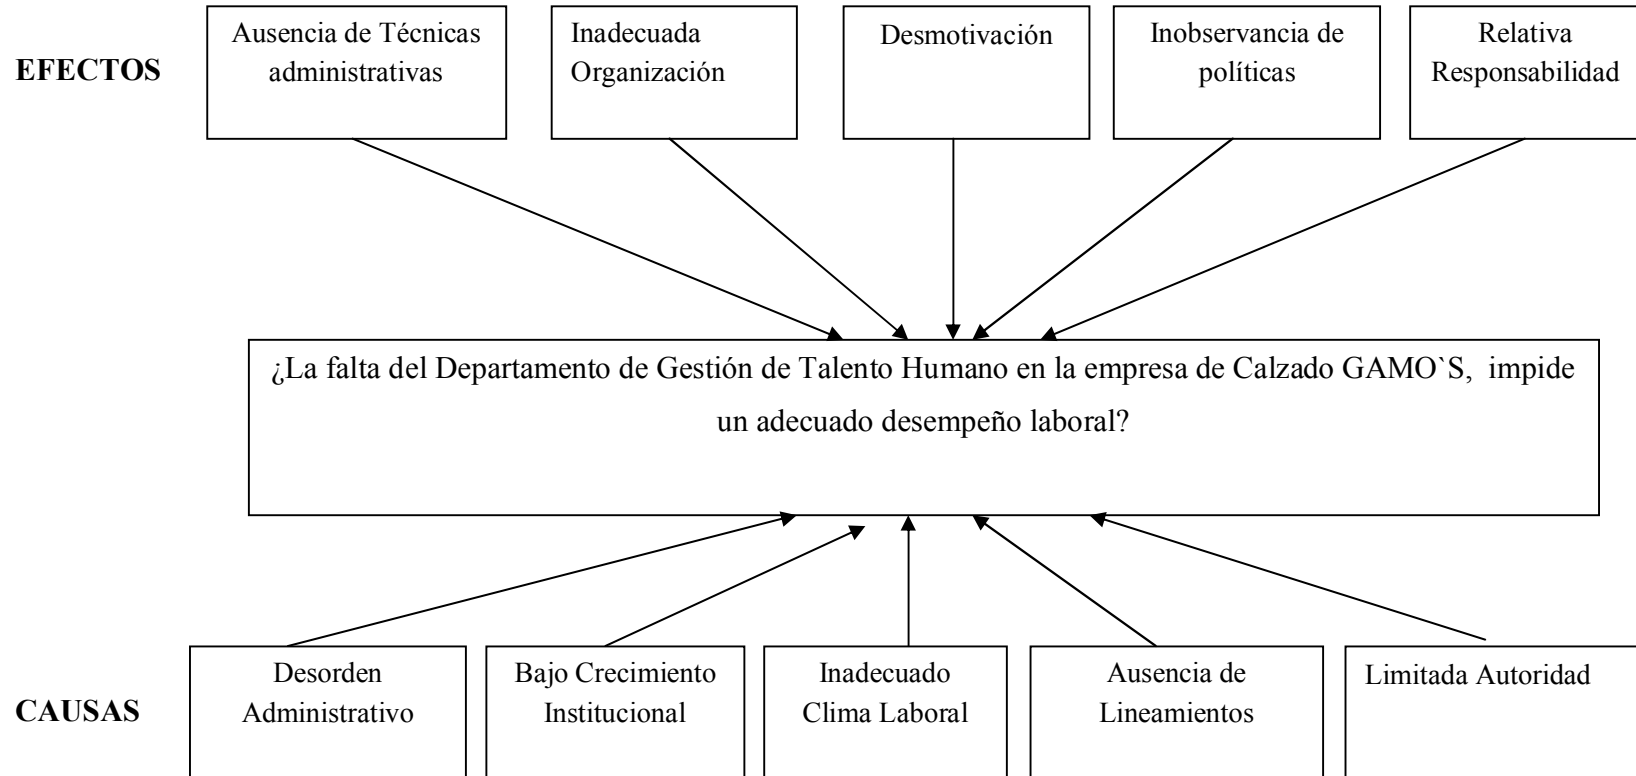 EFECTOS
Ausencia de Técnicas
administrativas
Inadecuada
Organización
Desmotivación
Inobservancia de
políticas
Relativa
Responsabilidad
¿La falta del Departamento de Gestión de Talento Humano en la empresa de Calzado GAMO`S, impide
un adecuado desempeño laboral?
CAUSAS
Desorden
Administrativo
Bajo Crecimiento
Institucional
Inadecuado
Clima Laboral
Ausencia de
Lineamientos
Limitada Autoridad